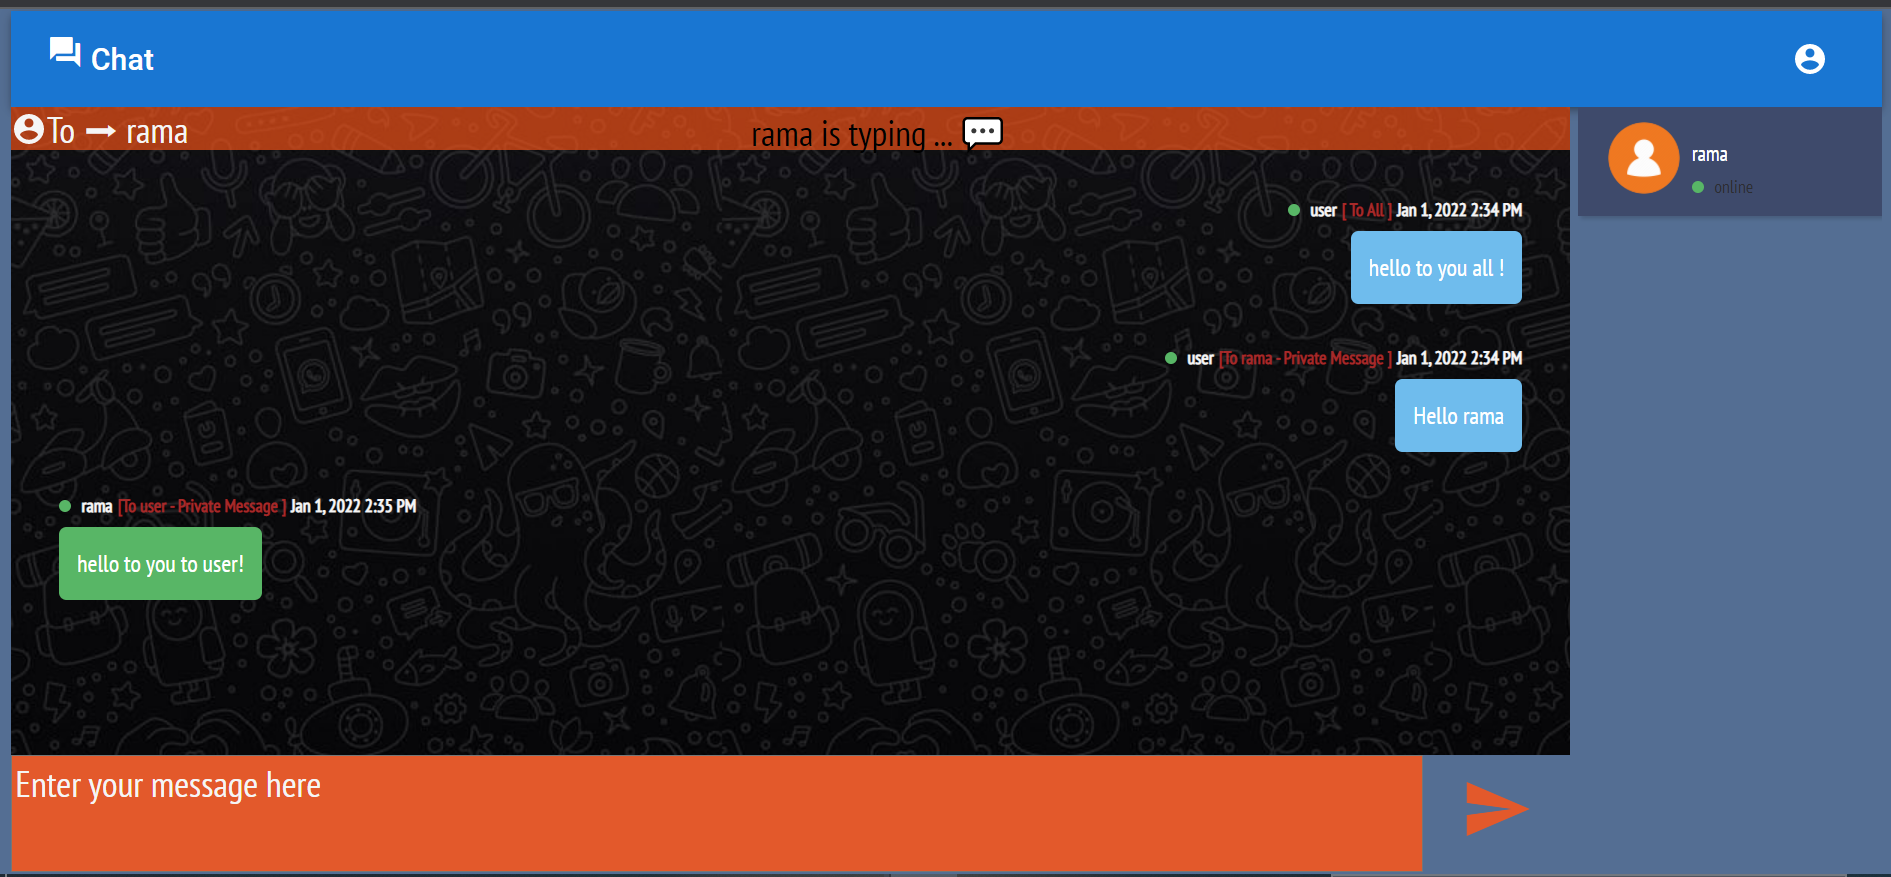 Chat
To rama
rama is typing ...
rama
online
user [ To All ] Jan 1, 2022 2:34 PM
hello to you all !
user [To rama - Private Message ] Jan 1, 2022 2:34 PM
Hello rama
rama [To user - Private Message ] Jan 1, 2022 2:35 PM
hello to you to user!
Enter your message here